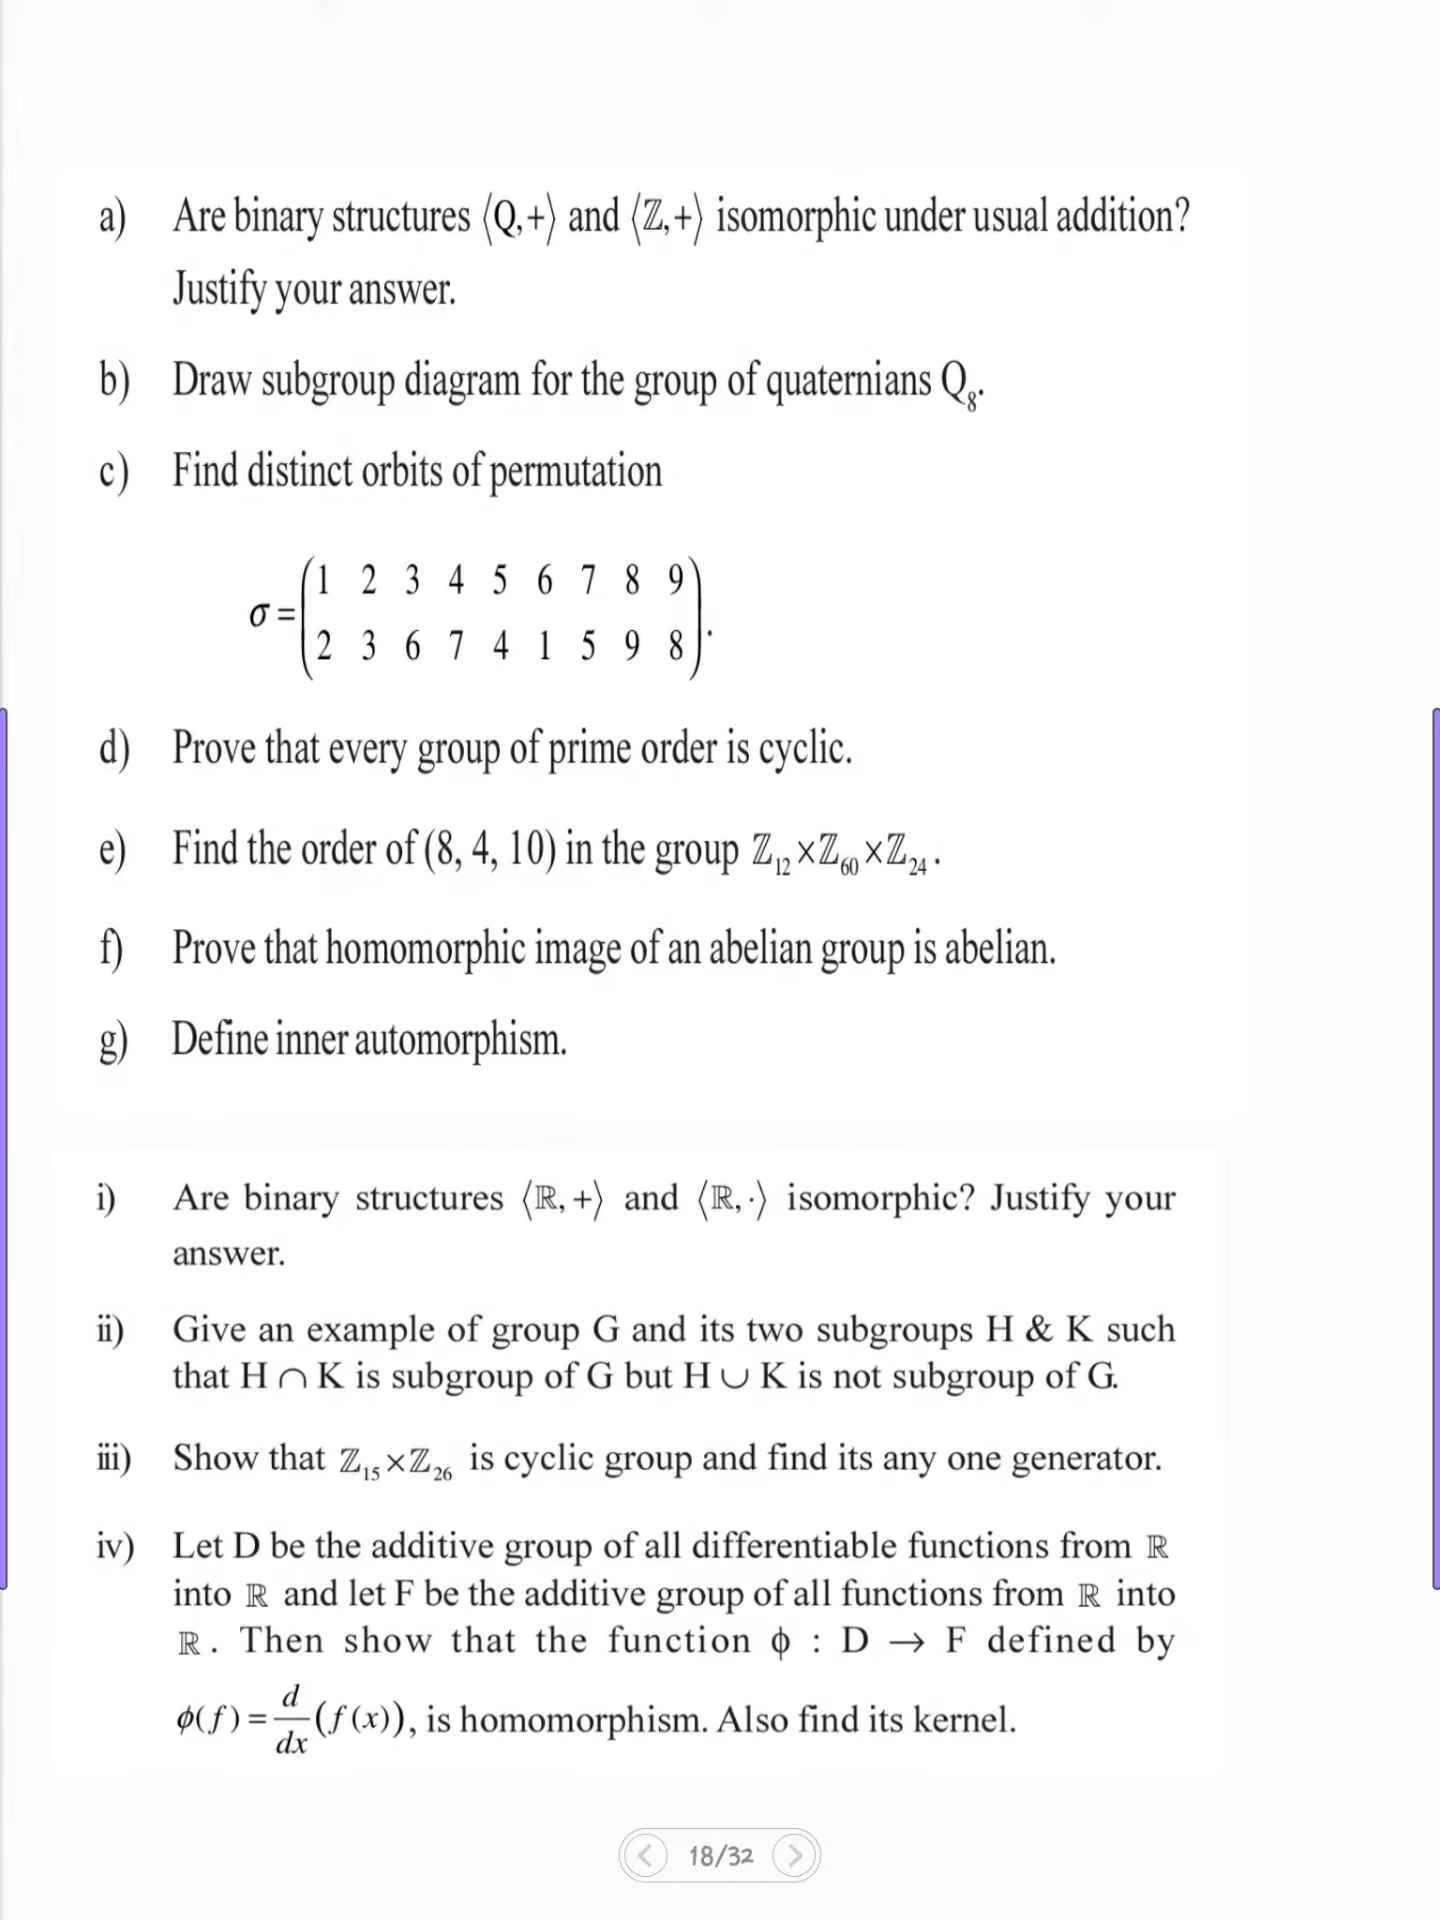 a) Are binary structures ⟨Q,+⟩ and ⟨ℤ,+⟩ isomorphic under usual addition?
Justify your answer.
b) Draw subgroup diagram for the group of quaternians Q₈.
c) Find distinct orbits of permutation
σ = (1 2 3 4 5 6 7 8 9
2 3 6 7 4 1 5 9 8).
d) Prove that every group of prime order is cyclic.
e) Find the order of (8, 4, 10) in the group ℤ₁₂×ℤ₆₀×ℤ₂₄.
f) Prove that homomorphic image of an abelian group is abelian.
g) Define inner automorphism.
i) Are binary structures ⟨ℝ, +⟩ and ⟨ℝ, ·⟩ isomorphic? Justify your
answer.
ii) Give an example of group G and its two subgroups H & K such
that H ∩ K is subgroup of G but H ∪ K is not subgroup of G.
iii) Show that ℤ₁₅×ℤ₂₆ is cyclic group and find its any one generator.
iv) Let D be the additive group of all differentiable functions from ℝ
into ℝ and let F be the additive group of all functions from ℝ into
ℝ. Then show that the function ϕ : D → F defined by
ϕ(f) = d/dx (f(x)), is homomorphism. Also find its kernel.
18/32